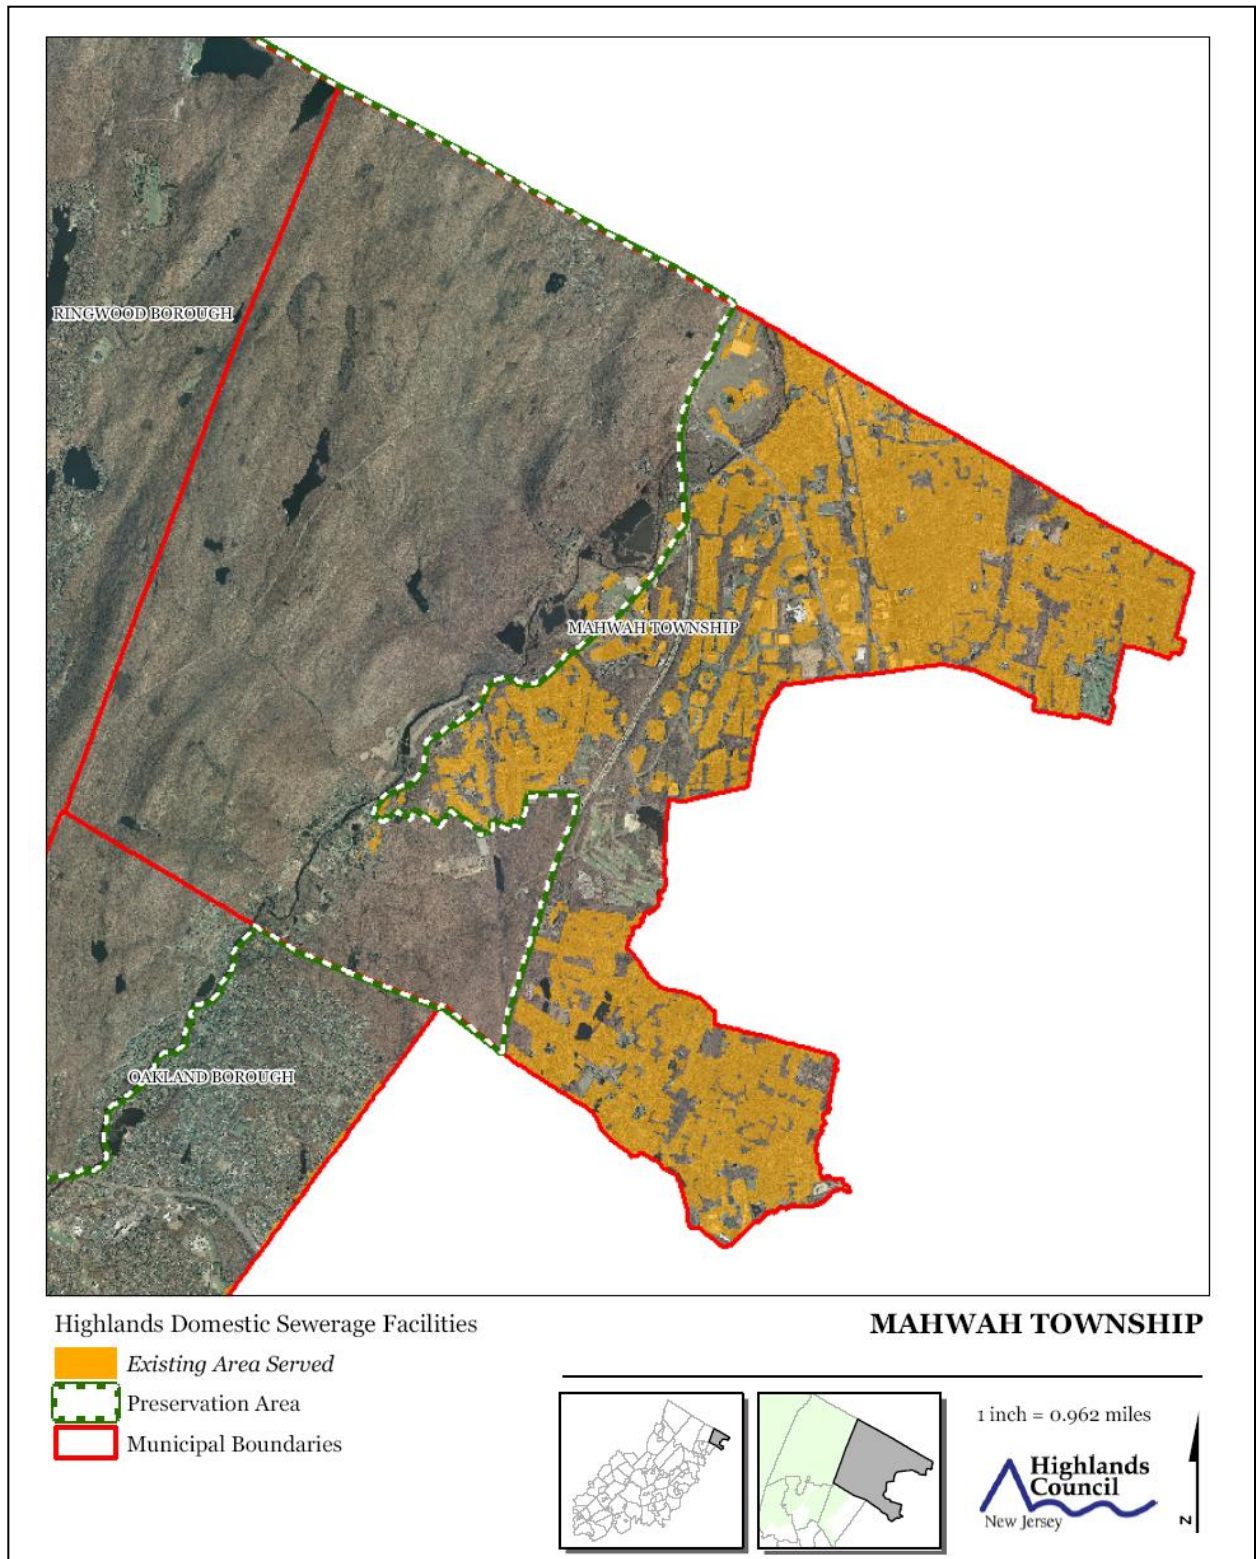 RINGWOOD BOROUGH
MAHWAH TOWNSHIP
OAKLAND BOROUGH
Highlands Domestic Sewerage Facilities
Existing Area Served
Preservation Area
Municipal Boundaries
MAHWAH TOWNSHIP
1 inch = 0.962 miles
Highlands
Council
New Jersey
N